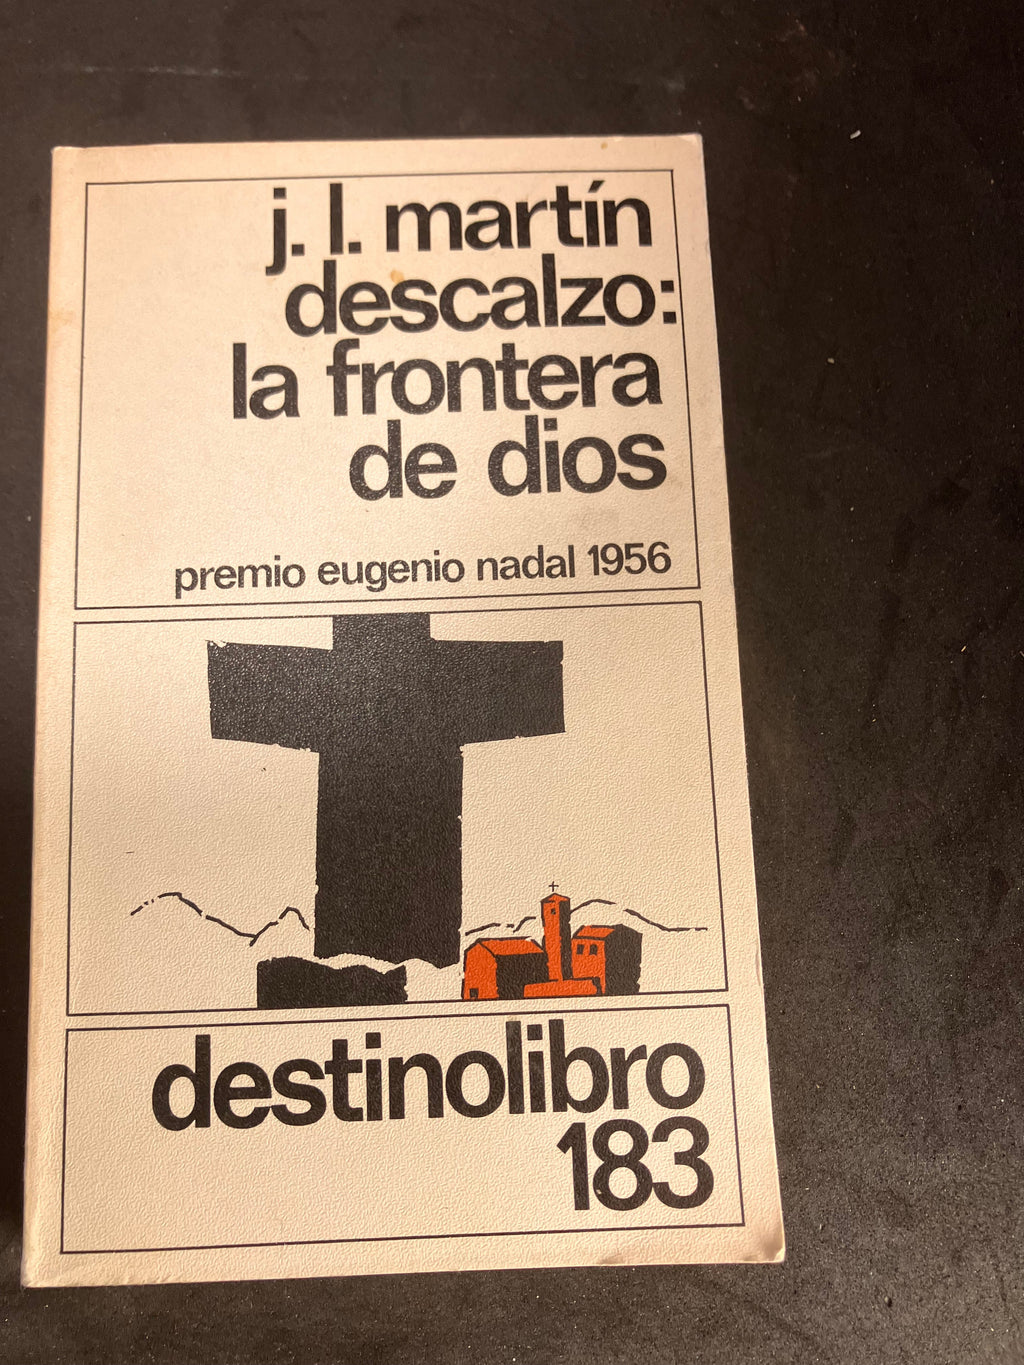 j. l. martín
descalzo:
la frontera
de dios
premio eugenio nadal 1956
destinolibro
183